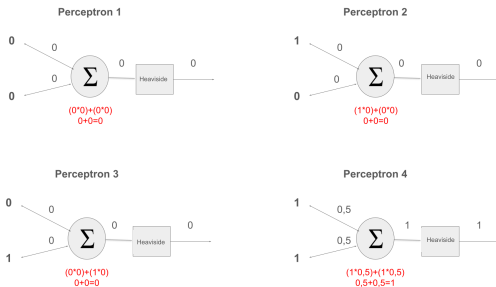 Perceptron 1
0
0
0
0
Σ
0
Heaviside
0
(0*0)+(0*0)
0+0=0
Perceptron 2
1
0
0
0
Σ
0
Heaviside
0
(1*0)+(0*0)
0+0=0
Perceptron 3
0
0
0
1
Σ
0
Heaviside
0
(0*0)+(1*0)
0+0=0
Perceptron 4
1
0,5
0,5
1
Σ
1
Heaviside
1
(1*0,5)+(1*0,5)
0,5+0,5=1